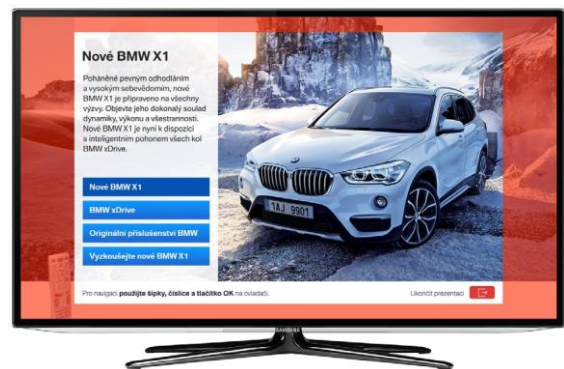 Nové BMW X1
Poháněné pevným odhodláním
a vysokým sebevědomím, nové
BMW X1 je připraveno na všechny
výzvy. Objevte jeho dokonalý soulad
dynamiky, výkonu a všestrannosti.
Nové BMW X1 je nyní k dispozici
s inteligentním pohonem všech kol
BMW xDrive.
Nové BMW X1
BMW xDrive
Originální příslušenství BMW
Vyzkoušejte nové BMW X1
1AJ 9901
Pro navigaci použijte šipky, číslice a tlačítko OK na ovladači.
Ukončit prezentaci
SAMSUNG